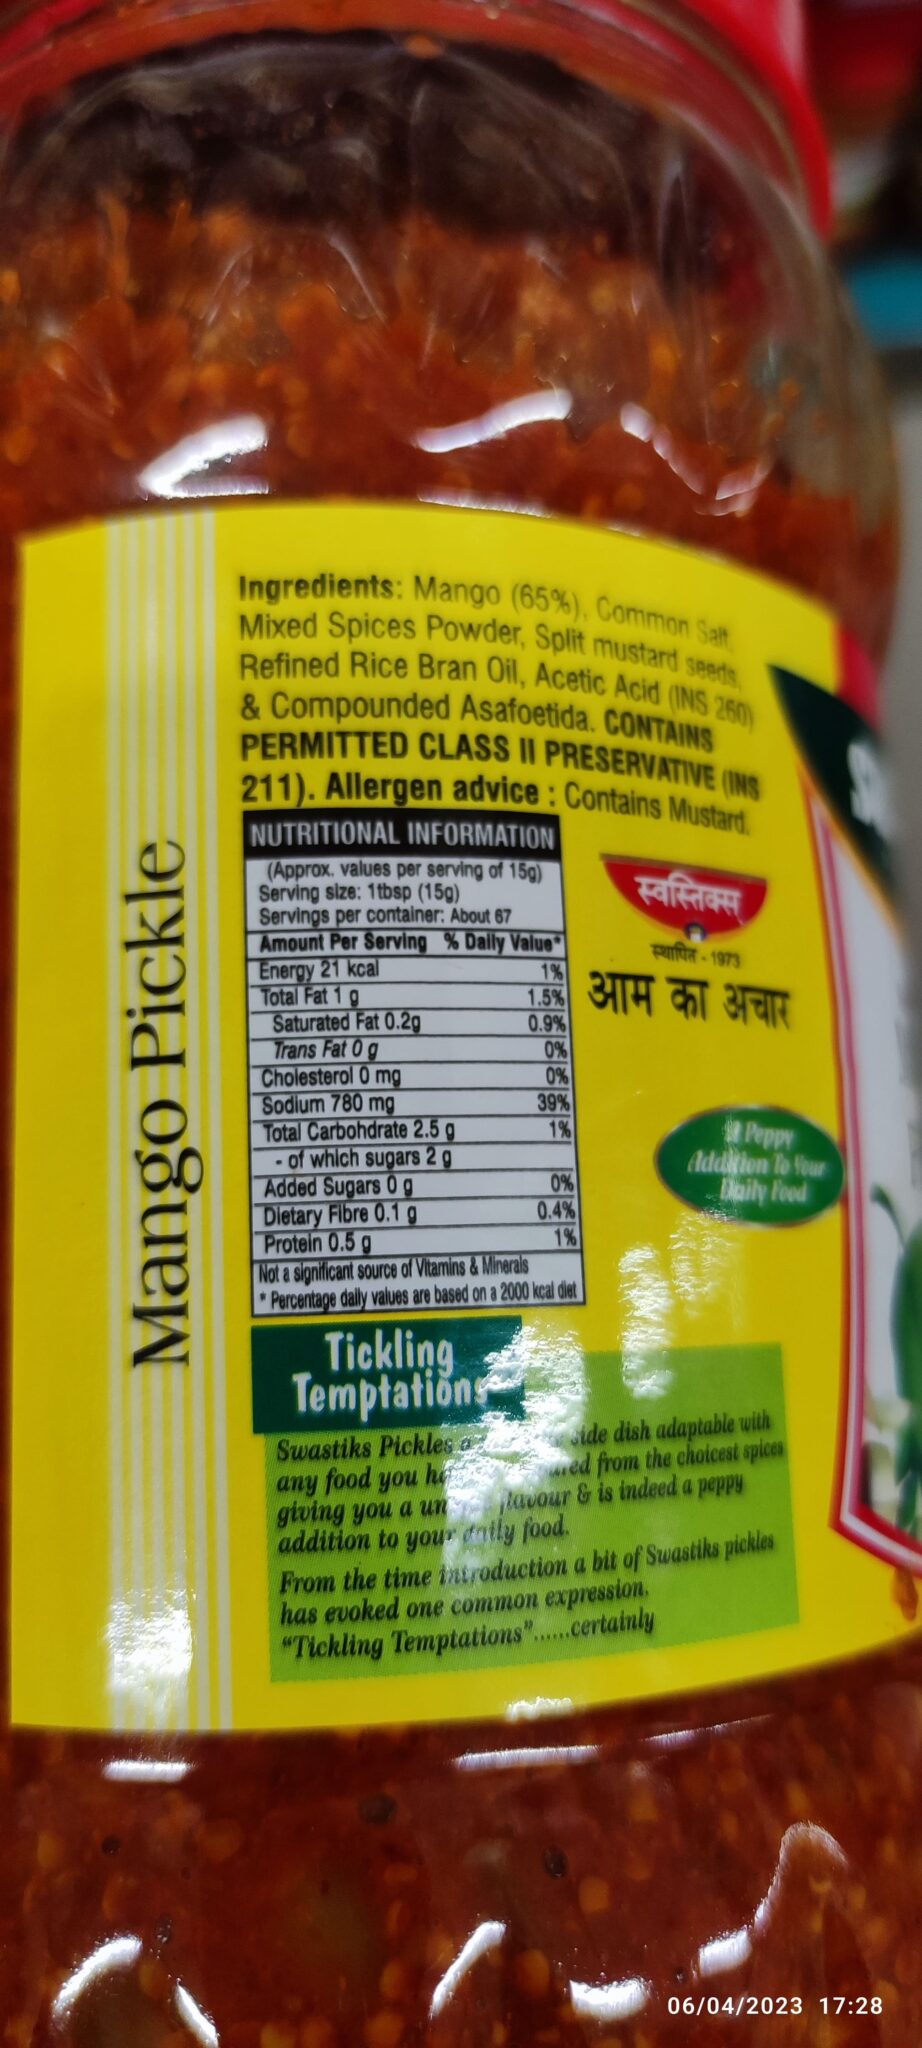 Ingredients: Mango (65%), Common Salt,
Mixed Spices Powder, Split mustard seeds,
Refined Rice Bran Oil, Acetic Acid (INS 260)
& Compounded Asafoetida. CONTAINS
PERMITTED CLASS II PRESERVATIVE (INS
211). Allergen advice : Contains Mustard.
NUTRITIONAL INFORMATION
(Approx. values per serving of 15g)
Serving size: 1tbsp (15g)
Servings per container: About 67
Amount Per Serving % Daily Value*
Energy 21 kcal 1%
Total Fat 1 g 1.5%
Saturated Fat 0.2g 0.9%
Trans Fat 0 g 0%
Cholesterol 0 mg 0%
Sodium 780 mg 39%
Total Carbohdrate 2.5 g 1%
- of which sugars 2 g
Added Sugars 0 g 0%
Dietary Fibre 0.1 g 0.4%
Protein 0.5 g 1%
Not a significant source of Vitamins & Minerals
* Percentage daily values are based on a 2000 kcal diet
स्वस्तिक्स
स्थापित - 1973
आम का अचार
A Peppy
Addition To Your
Daily Food
Mango Pickle
Tickling
Temptations
Swastiks Pickles side dish adaptable with
any food you from the choicest spices
giving you a flavour & is indeed a peppy
addition to your daily food.
From the time introduction a bit of Swastiks pickles
has evoked one common expression.
“Tickling Temptations”......certainly
06/04/2023 17:28